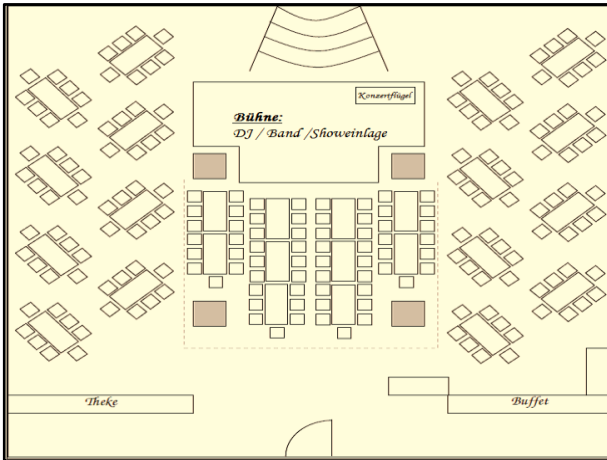 Konzertflügel
Bühne:
DJ / Band /Showeinlage
Theke
Buffet